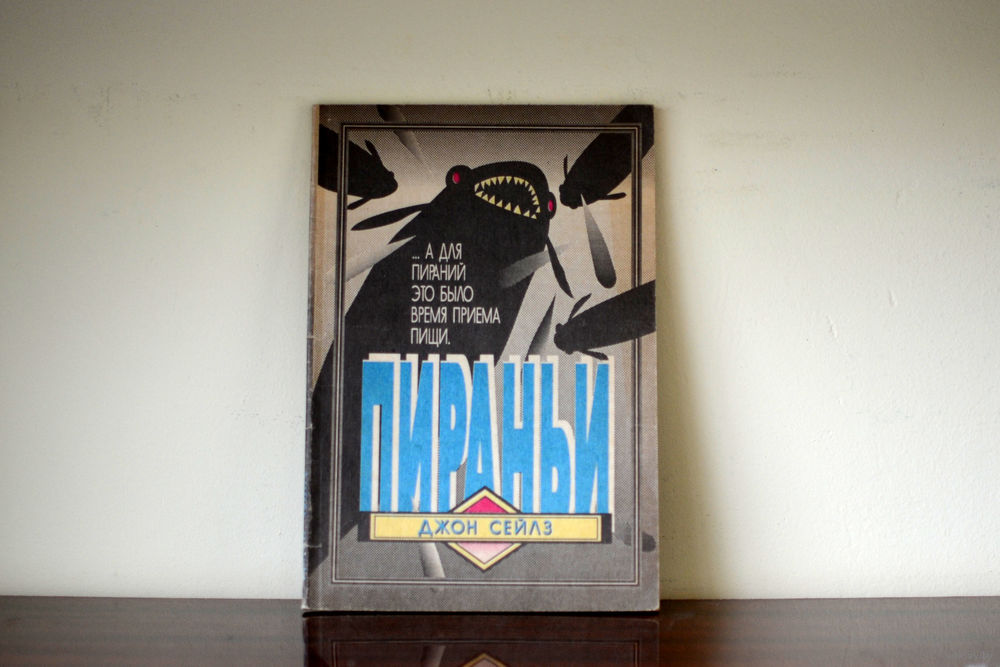 ... А ДЛЯ
ПИРАНИЙ
ЭТО БЫЛО
ВРЕМЯ ПРИЕМА
ПИЩИ.
ПИРАНЬИ
ДЖОН СЕЙЛЗ